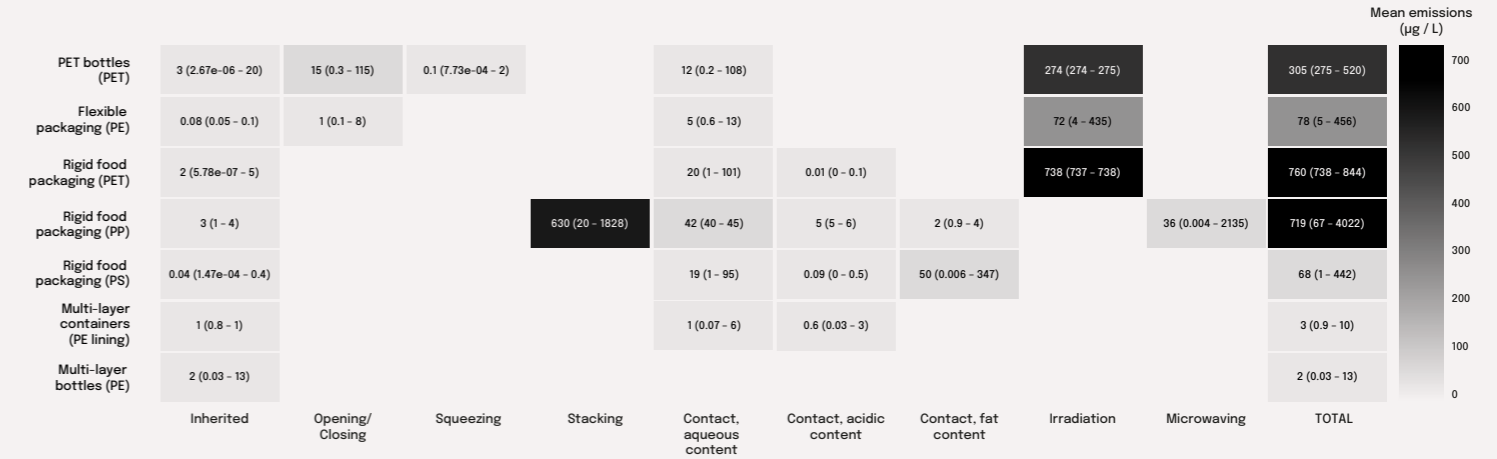 Mean emissions
(µg / L)
PET bottles
(PET)
3 (2.67e-06 – 20)
15 (0.3 – 115)
0.1 (7.73e-04 – 2)
12 (0.2 – 108)
274 (274 – 275)
305 (275 – 520)
Flexible
packaging (PE)
0.08 (0.05 – 0.1)
1 (0.1 – 8)
5 (0.6 – 13)
72 (4 – 435)
78 (5 – 456)
Rigid food
packaging (PET)
2 (5.78e-07 – 5)
20 (1 – 101)
0.01 (0 – 0.1)
738 (737 – 738)
760 (738 – 844)
Rigid food
packaging (PP)
3 (1 – 4)
630 (20 – 1828)
42 (40 – 45)
5 (5 – 6)
2 (0.9 – 4)
36 (0.004 – 2135)
719 (67 – 4022)
Rigid food
packaging (PS)
0.04 (1.47e-04 – 0.4)
19 (1 – 95)
0.09 (0 – 0.5)
50 (0.006 – 347)
68 (1 – 442)
Multi-layer
containers
(PE lining)
1 (0.8 – 1)
1 (0.07 – 6)
0.6 (0.03 – 3)
3 (0.9 – 10)
Multi-layer
bottles (PE)
2 (0.03 – 13)
2 (0.03 – 13)
700
600
500
400
300
200
100
0
Inherited
Opening/
Closing
Squeezing
Stacking
Contact,
aqueous
content
Contact, acidic
content
Contact, fat
content
Irradiation
Microwaving
TOTAL